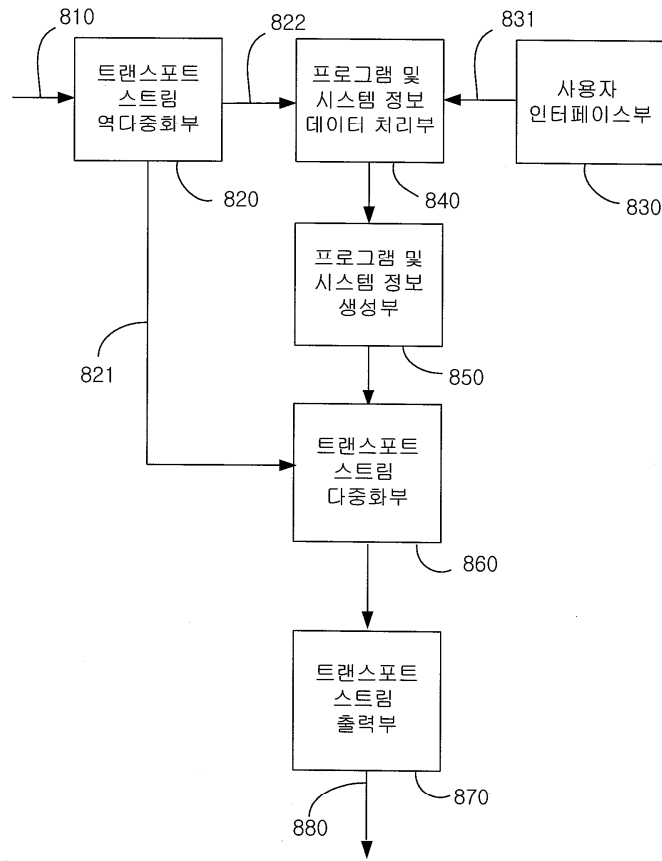 810
822
831
트랜스포트
스트림
역다중화부
프로그램 및
시스템 정보
데이티 처리부
사용자
인터페이스부
820
840
830
프로그램 및
시스템 정보
생성부
821
850
트랜스포트
스트림
다중화부
860
트랜스포트
스트림
출력부
880
870